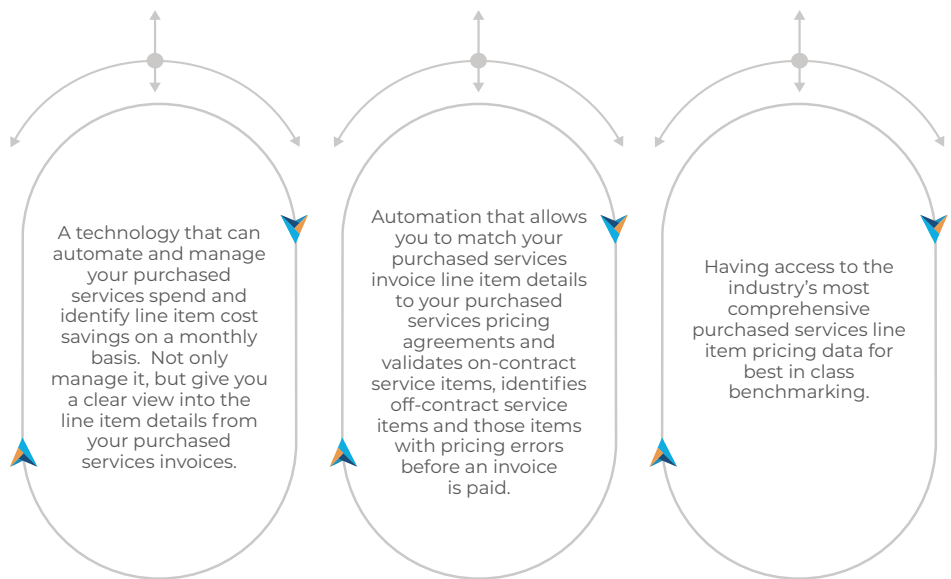 A technology that can
automate and manage
your purchased
services spend and
identify line item cost
savings on a monthly
basis.  Not only
manage it, but give you
a clear view into the
line item details from
your purchased
services invoices.
Automation that allows
you to match your
purchased services
invoice line item details
to your purchased
services pricing
agreements and
validates on-contract
service items, identifies
off-contract service
items and those items
with pricing errors
before an invoice
is paid.
Having access to the
industry’s most
comprehensive
purchased services line
item pricing data for
best in class
benchmarking.